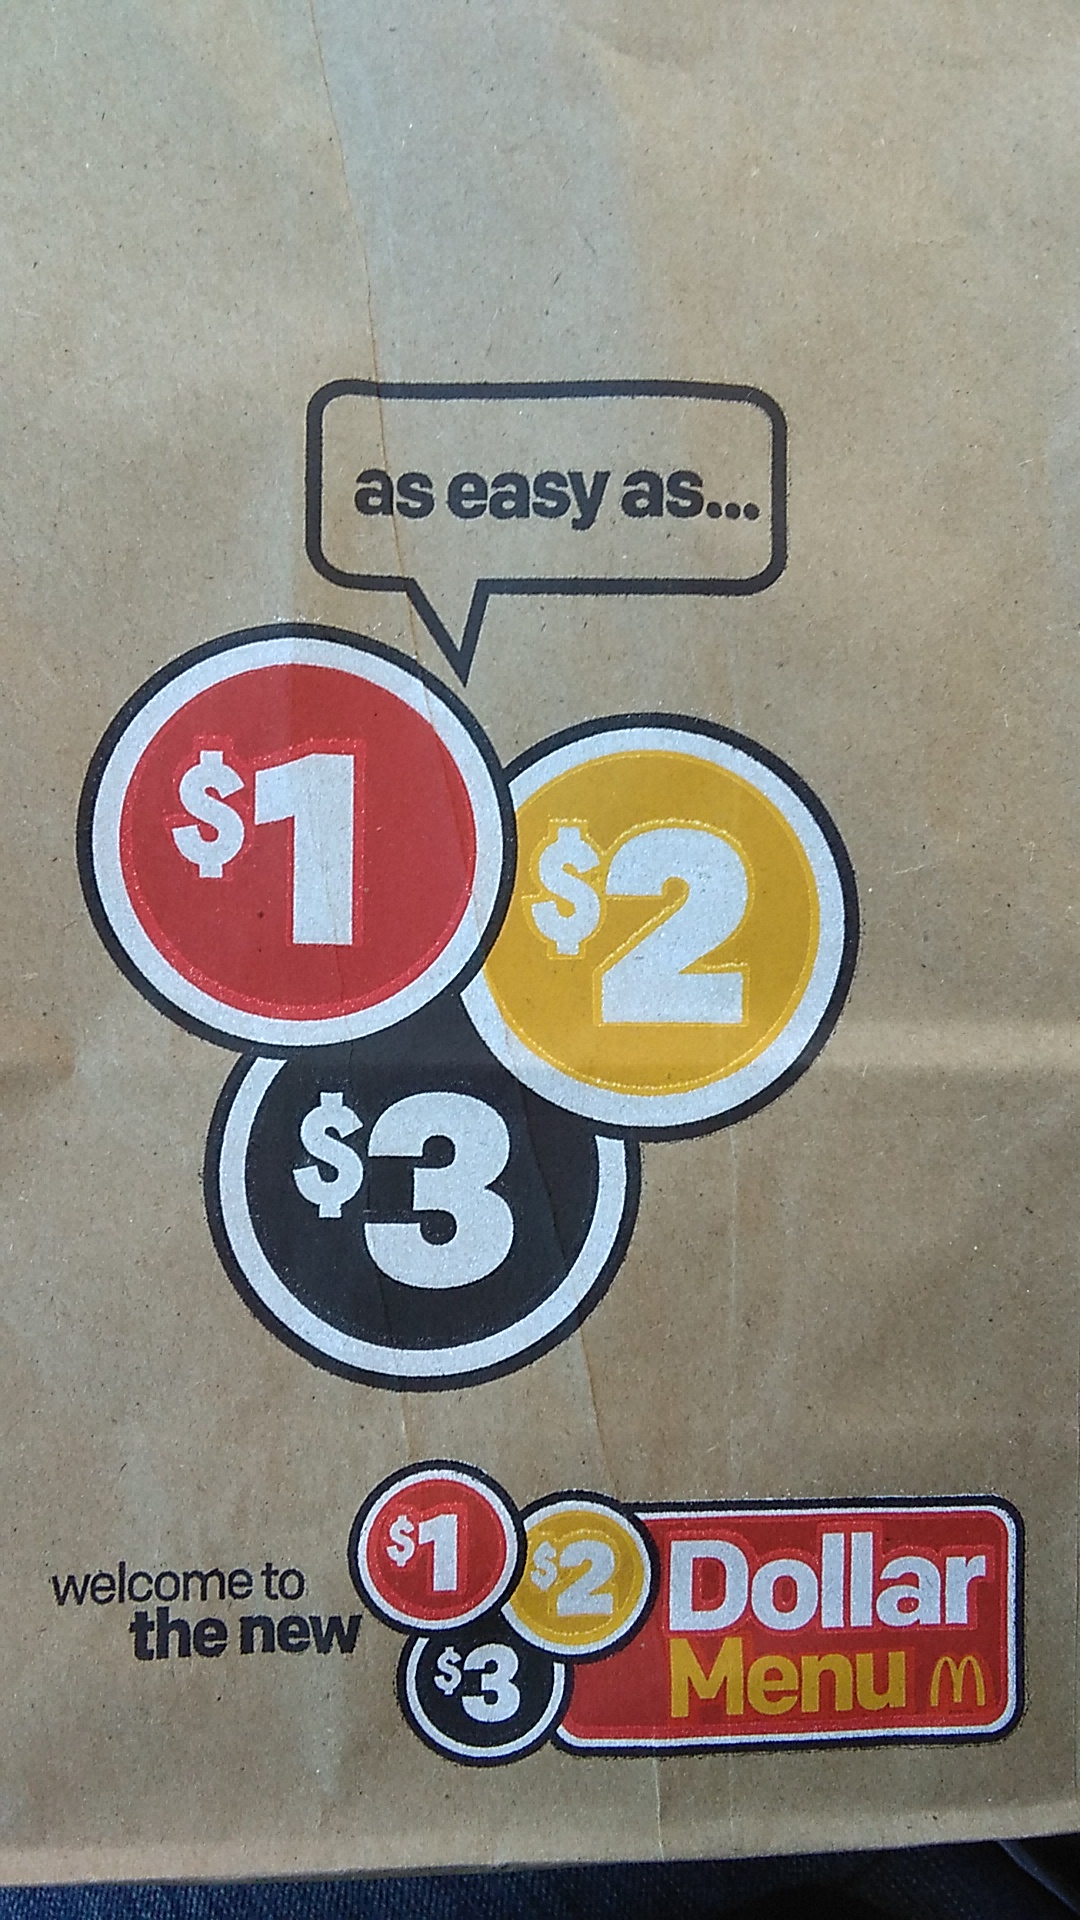 as easy as...
$1
$2
$3
welcome to
the new
$1
$2
$3
Dollar
Menu